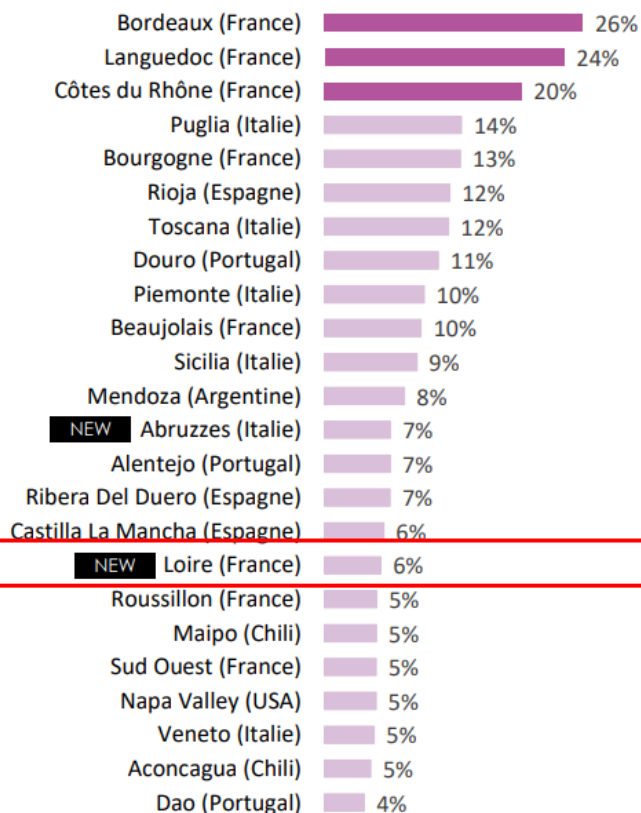 Bordeaux (France) 26%
Languedoc (France) 24%
Côtes du Rhône (France) 20%
Puglia (Italie) 14%
Bourgogne (France) 13%
Rioja (Espagne) 12%
Toscana (Italie) 12%
Douro (Portugal) 11%
Piemonte (Italie) 10%
Beaujolais (France) 10%
Sicilia (Italie) 9%
Mendoza (Argentine) 8%
NEW Abruzzes (Italie) 7%
Alentejo (Portugal) 7%
Ribera Del Duero (Espagne) 7%
Castilla La Mancha (Espagne) 6%
NEW Loire (France) 6%
Roussillon (France) 5%
Maipo (Chili) 5%
Sud Ouest (France) 5%
Napa Valley (USA) 5%
Veneto (Italie) 5%
Aconcagua (Chili) 5%
Dao (Portugal) 4%